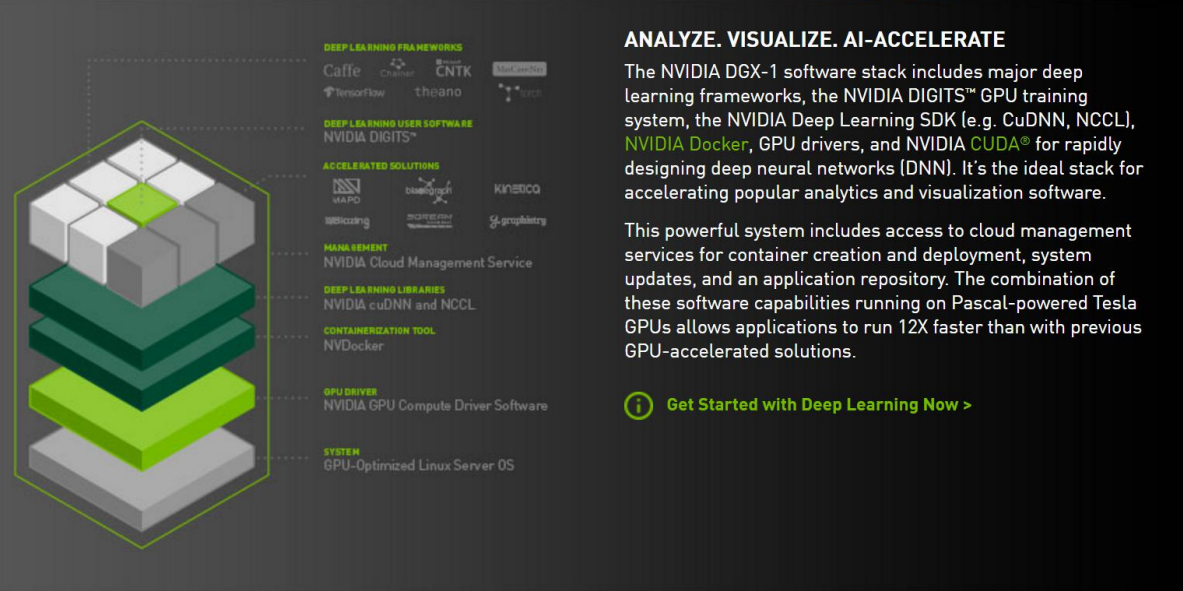 DEEP LEARNING FRAMEWORKS
Caffe Chainer Microsoft CNTK MatConvNet
TensorFlow theano torch
DEEP LEARNING USER SOFTWARE
NVIDIA DIGITS™
ACCELERATED SOLUTIONS
MAPD blazegraph KINETICA
Blazing SQREAM graphistry
MANAGEMENT
NVIDIA Cloud Management Service
DEEP LEARNING LIBRARIES
NVIDIA cuDNN and NCCL
CONTAINERIZATION TOOL
NVDocker
GPU DRIVER
NVIDIA GPU Compute Driver Software
SYSTEM
GPU-Optimized Linux Server OS
ANALYZE. VISUALIZE. AI-ACCELERATE
The NVIDIA DGX-1 software stack includes major deep
learning frameworks, the NVIDIA DIGITS™ GPU training
system, the NVIDIA Deep Learning SDK (e.g. CuDNN, NCCL),
NVIDIA Docker, GPU drivers, and NVIDIA CUDA® for rapidly
designing deep neural networks (DNN). It's the ideal stack for
accelerating popular analytics and visualization software.
This powerful system includes access to cloud management
services for container creation and deployment, system
updates, and an application repository. The combination of
these software capabilities running on Pascal-powered Tesla
GPUs allows applications to run 12X faster than with previous
GPU-accelerated solutions.
Get Started with Deep Learning Now >